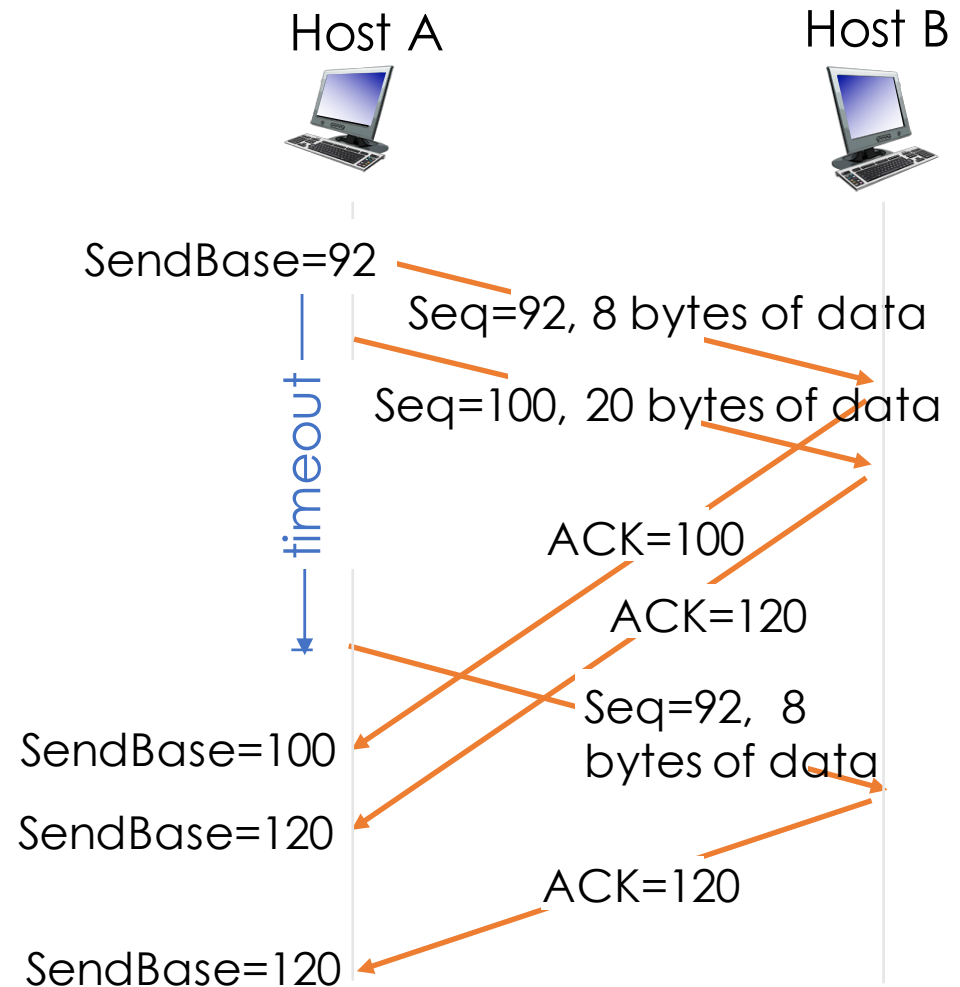 Host A
Host B
SendBase=92
Seq=92, 8 bytes of data
Seq=100, 20 bytes of data
timeout
ACK=100
ACK=120
Seq=92, 8
bytes of data
SendBase=100
SendBase=120
ACK=120
SendBase=120